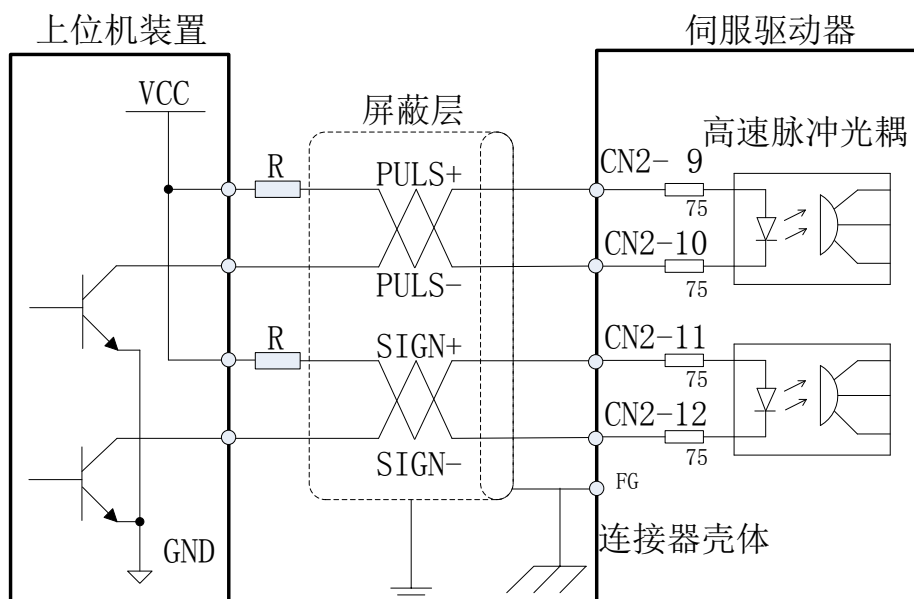 上位机装置
伺服驱动器
VCC
屏蔽层
高速脉冲光耦
R
PULS+
CN2- 9
75
CN2-10
PULS-
75
R
SIGN+
CN2-11
75
CN2-12
SIGN-
75
FG
GND
连接器壳体